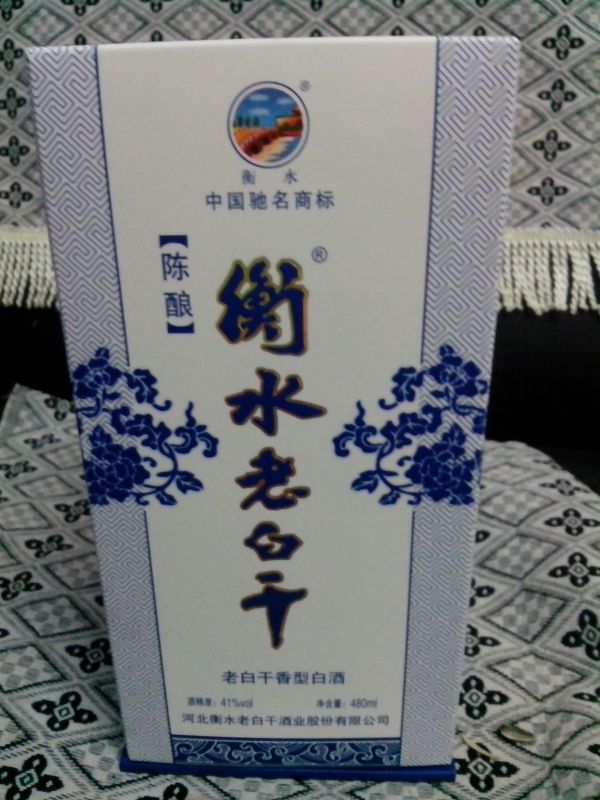 ®
衡 水
中国驰名商标
【陈酿】
衡水老白干®
老白干香型白酒
酒精度：41%vol 净含量：480ml
河北衡水老白干酒业股份有限公司